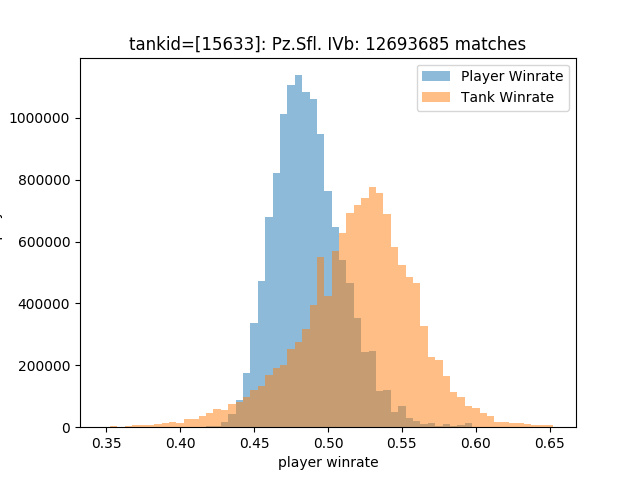 tankid=[15633]: Pz.Sfl. IVb: 12693685 matches
Player Winrate
Tank Winrate
1000000
800000
600000
400000
200000
0
0.35 0.40 0.45 0.50 0.55 0.60 0.65
player winrate